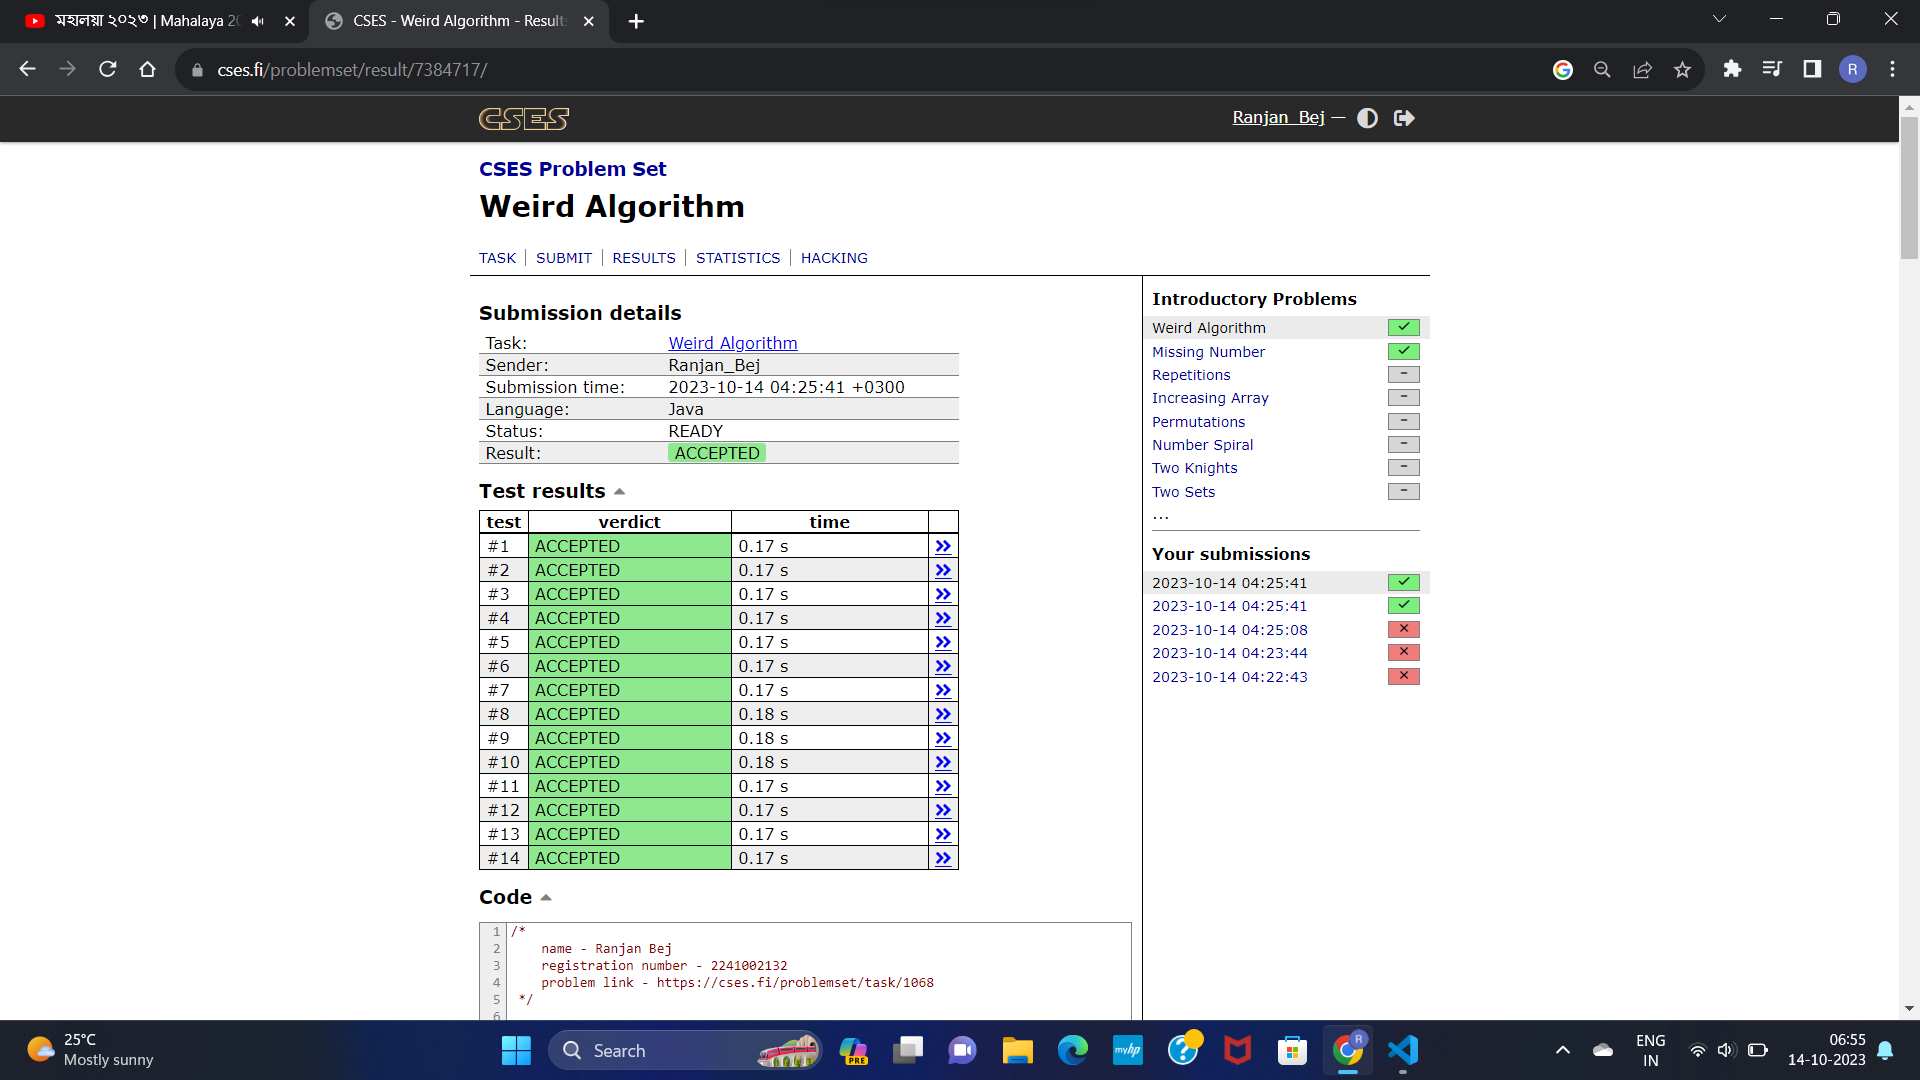 মহালয়া ২০২৩ | Mahalaya 20
CSES - Weird Algorithm - Results
cses.fi/problemset/result/7384717/
R
CSES
Ranjan_Bej —
CSES Problem Set
Weird Algorithm
TASK | SUBMIT | RESULTS | STATISTICS | HACKING
Submission details
Task: Weird Algorithm
Sender: Ranjan_Bej
Submission time: 2023-10-14 04:25:41 +0300
Language: Java
Status: READY
Result: ACCEPTED
Test results
test verdict time
#1 ACCEPTED 0.17 s »
#2 ACCEPTED 0.17 s »
#3 ACCEPTED 0.17 s »
#4 ACCEPTED 0.17 s »
#5 ACCEPTED 0.17 s »
#6 ACCEPTED 0.17 s »
#7 ACCEPTED 0.17 s »
#8 ACCEPTED 0.18 s »
#9 ACCEPTED 0.18 s »
#10 ACCEPTED 0.18 s »
#11 ACCEPTED 0.17 s »
#12 ACCEPTED 0.17 s »
#13 ACCEPTED 0.17 s »
#14 ACCEPTED 0.17 s »
Code
1 /*
2 name - Ranjan Bej
3 registration number - 2241002132
4 problem link - https://cses.fi/problemset/task/1068
5 */
6
Introductory Problems
Weird Algorithm ✓
Missing Number ✓
Repetitions –
Increasing Array –
Permutations –
Number Spiral –
Two Knights –
Two Sets –
...
Your submissions
2023-10-14 04:25:41 ✓
2023-10-14 04:25:41 ✓
2023-10-14 04:25:08 ×
2023-10-14 04:23:44 ×
2023-10-14 04:22:43 ×
25°C
Mostly sunny
Search
PRE
myhp
R
ENG
IN
06:55
14-10-2023